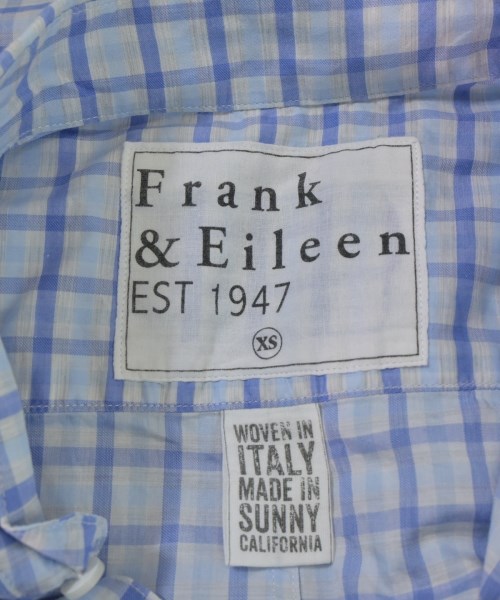 Frank
& Eileen
EST 1947
XS
WOVEN IN
ITALY
MADE IN
SUNNY
CALIFORNIA